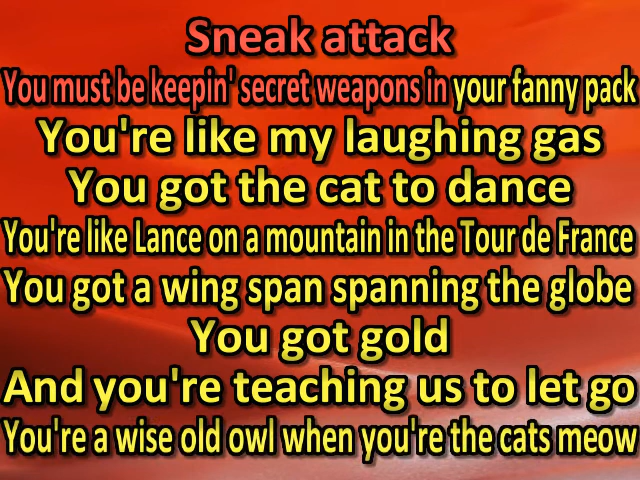 Sneak attack
You must be keepin' secret weapons in your fanny pack
You're like my laughing gas
You got the cat to dance
You're like Lance on a mountain in the Tour de France
You got a wing span spanning the globe
You got gold
And you're teaching us to let go
You're a wise old owl when you're the cats meow